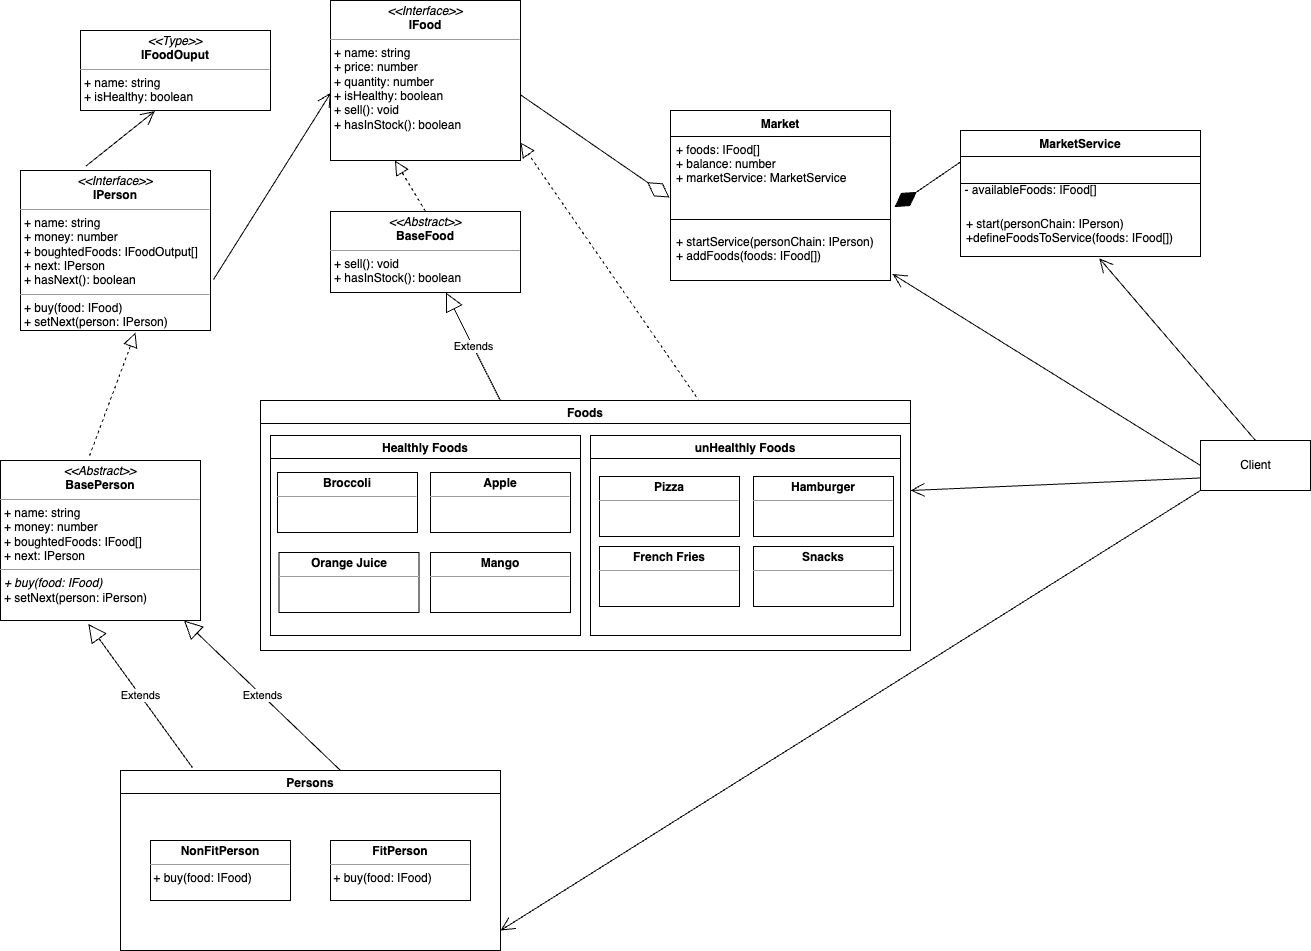 <<Type>>
IFoodOuput
+ name: string
+ isHealthy: boolean
<<Interface>>
IFood
+ name: string
+ price: number
+ quantity: number
+ isHealthy: boolean
+ sell(): void
+ hasInStock(): boolean
Market
+ foods: IFood[]
+ balance: number
+ marketService: MarketService
+ startService(personChain: IPerson)
+ addFoods(foods: IFood[])
MarketService
- availableFoods: IFood[]
+ start(personChain: IPerson)
+defineFoodsToService(foods: IFood[])
<<Interface>>
IPerson
+ name: string
+ money: number
+ boughtedFoods: IFoodOutput[]
+ next: IPerson
+ hasNext(): boolean
+ buy(food: IFood)
+ setNext(person: IPerson)
<<Abstract>>
BaseFood
+ sell(): void
+ hasInStock(): boolean
Extends
Foods
Healthly Foods
Broccoli
Apple
Orange Juice
Mango
unHealthly Foods
Pizza
Hamburger
French Fries
Snacks
Client
<<Abstract>>
BasePerson
+ name: string
+ money: number
+ boughtedFoods: IFood[]
+ next: IPerson
+ buy(food: IFood)
+ setNext(person: iPerson)
Extends
Extends
Persons
NonFitPerson
+ buy(food: IFood)
FitPerson
+ buy(food: IFood)